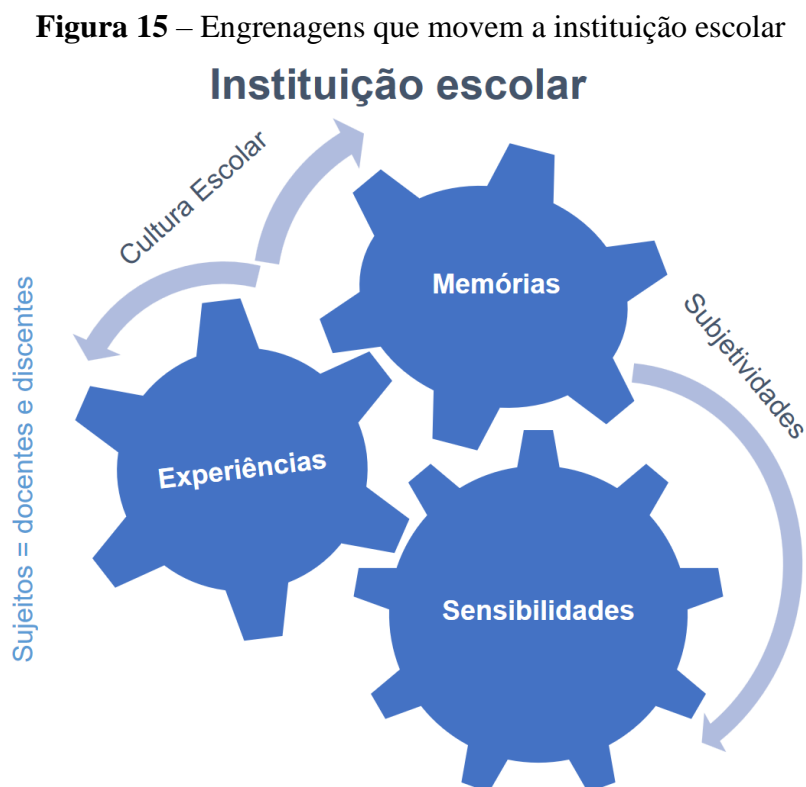 Figura 15 – Engrenagens que movem a instituição escolar
Instituição escolar
Cultura Escolar
Memórias
Subjetividades
Sujeitos = docentes e discentes
Experiências
Sensibilidades